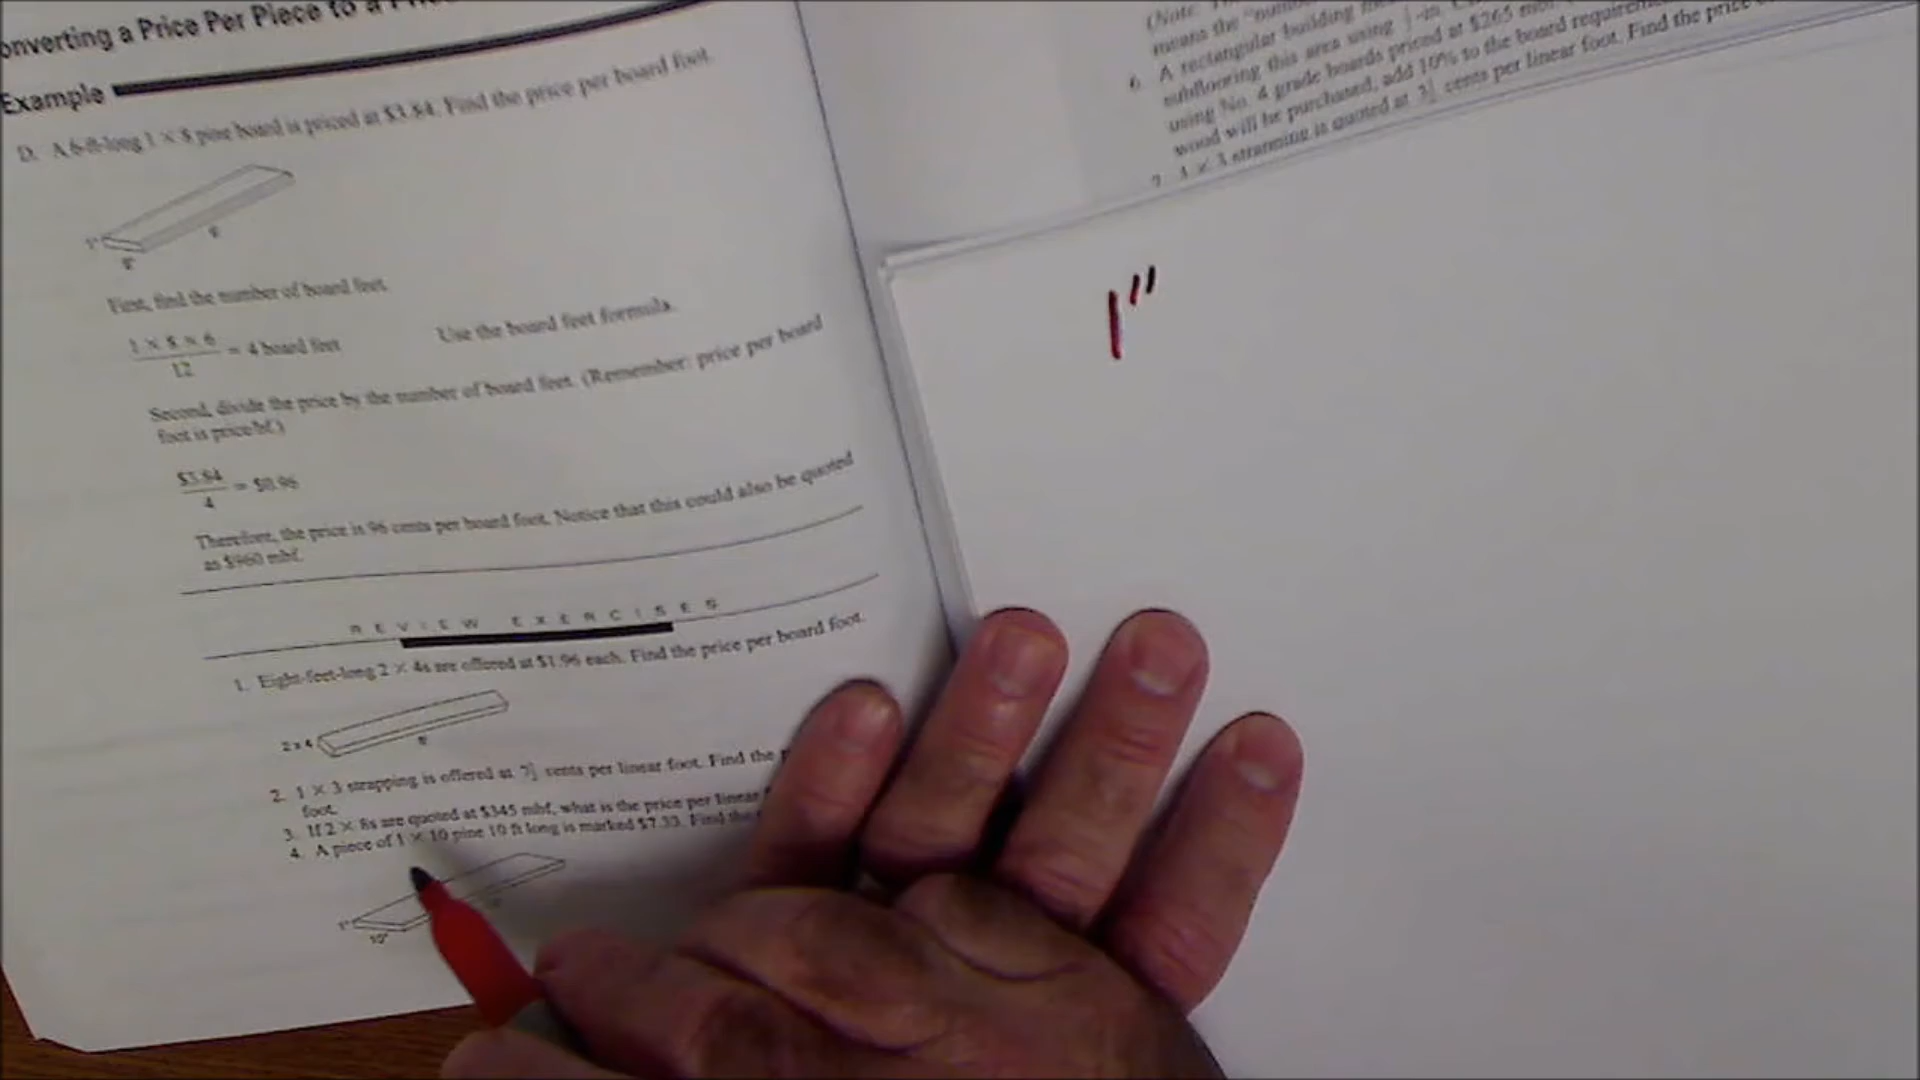 onverting a Price Per Piece to a
Example
D. A 6-ft-long 1 × 8 pine board is priced at $3.84. Find the price per board foot.
1"
8"
6'
First, find the number of board feet.
1 × 8 × 6
12
= 4 board feet
Use the board feet formula.
Second, divide the price by the number of board feet. (Remember: price per board
foot is price/bf.)
$3.84
4
= $0.96
Therefore, the price is 96 cents per board foot. Notice that this could also be quoted
as $960 mbf.
REVIEW EXERCISES
1. Eight-feet-long 2 × 4s are offered at $1.96 each. Find the price per board foot.
2 x 4
8'
2. 1 × 3 strapping is offered at 7½ cents per linear foot. Find the
foot.
3. If 2 × 8s are quoted at $345 mbf, what is the price per linear
4. A piece of 1 × 10 pine 10 ft long is marked $7.33. Find the
1"
10"
(Note:
means the "number
6. A rectangular building
subflooring this area using
using No. 4 grade boards priced at $265
wood will be purchased, add 10% to the board
7. 1 × 3 strapping is quoted at 3½ cents per linear foot. Find the price
1"